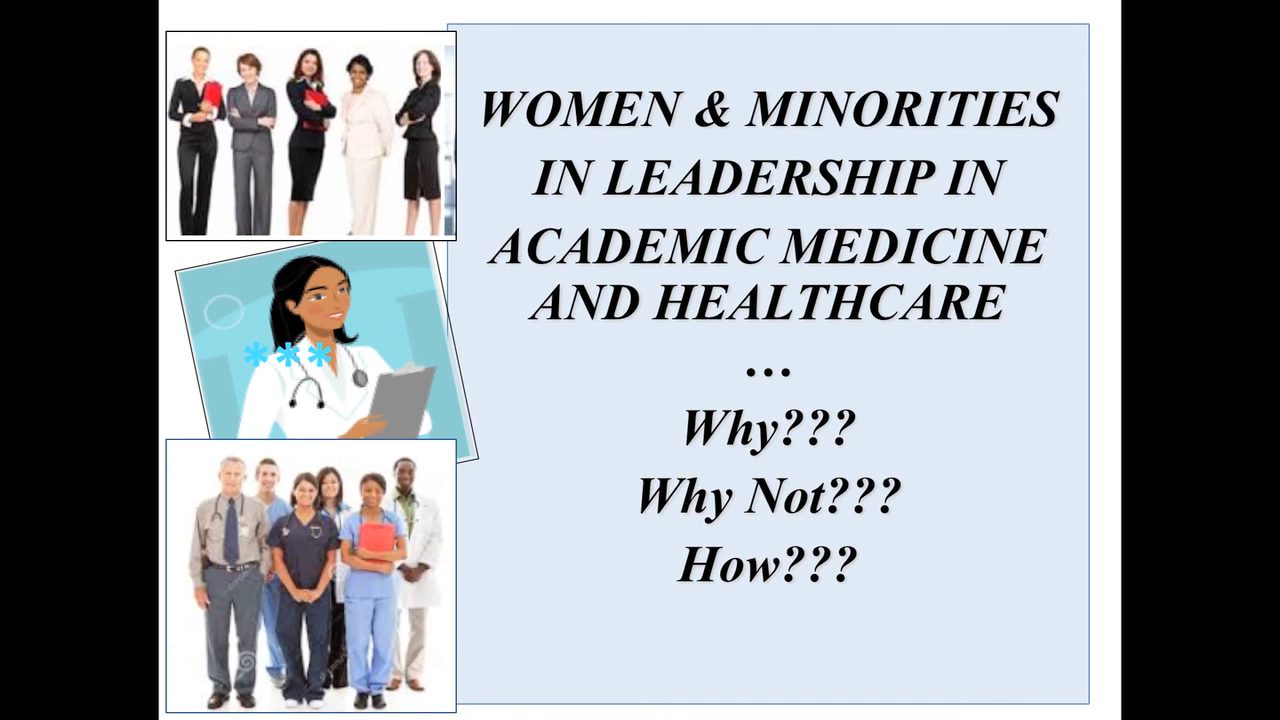 WOMEN & MINORITIES
IN LEADERSHIP IN
ACADEMIC MEDICINE
AND HEALTHCARE
...
Why???
Why Not???
How???
***